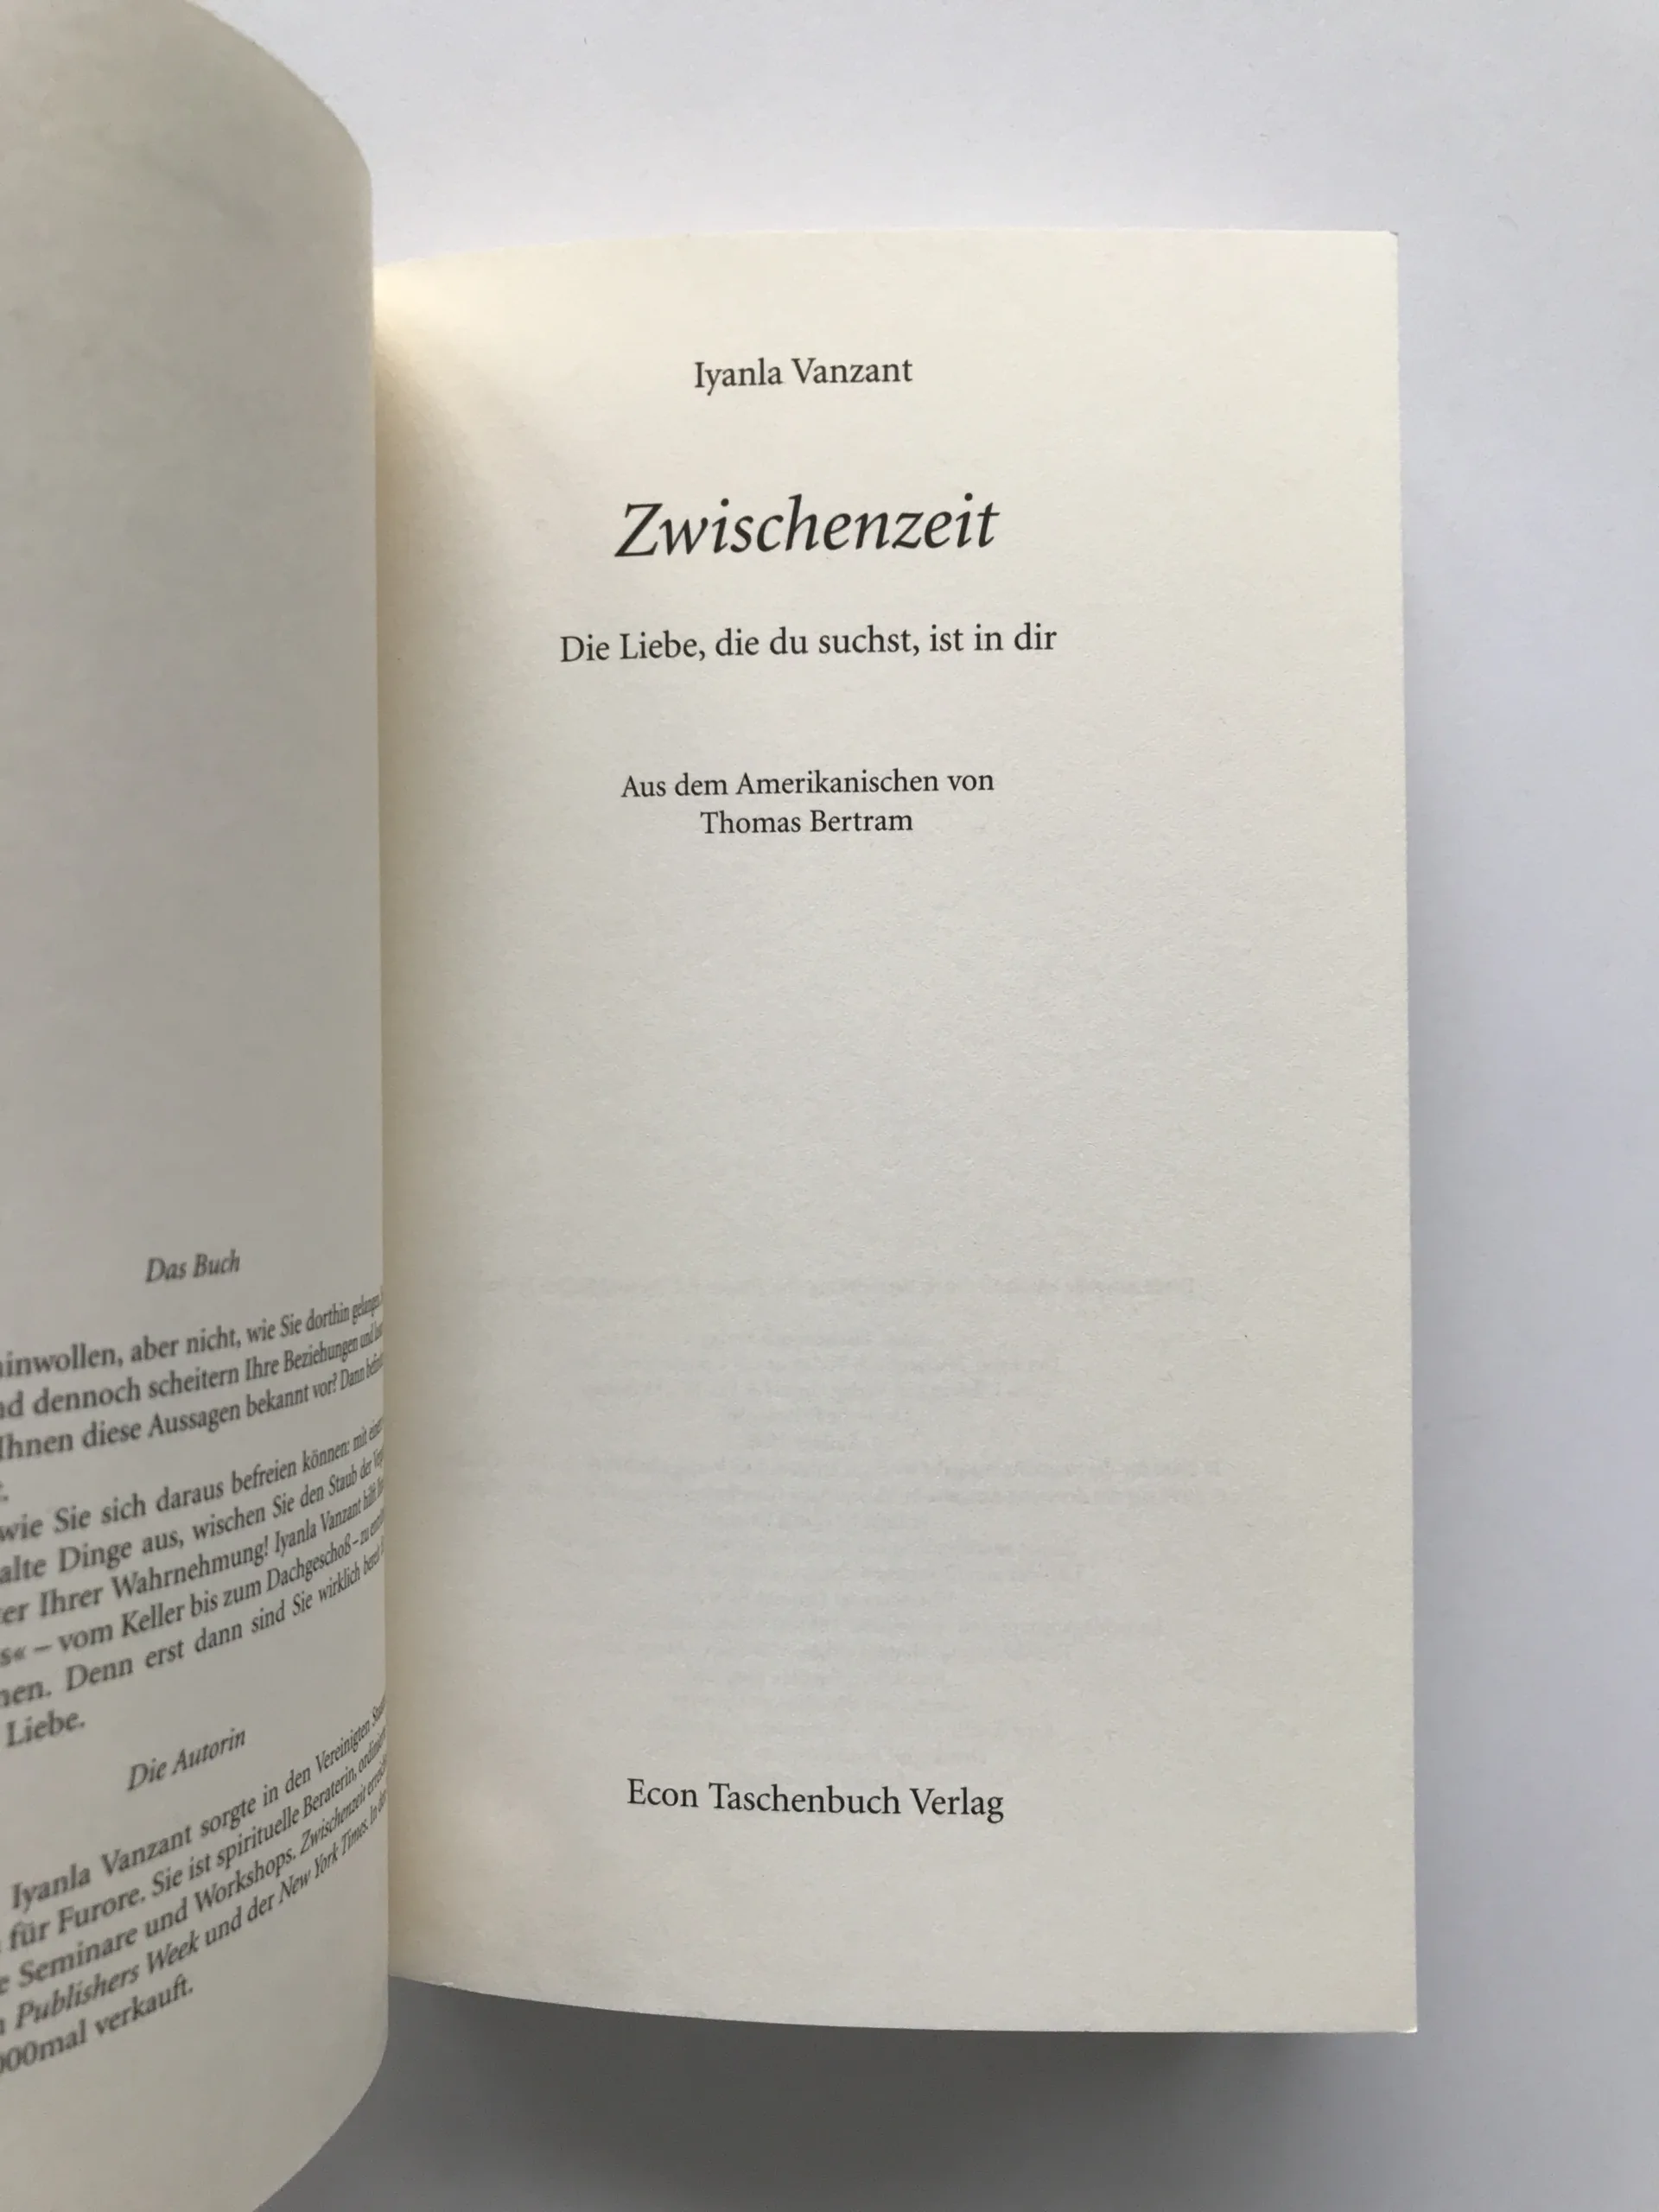 Das Buch
hinwollen, aber nicht, wie Sie dorthin gelangen
dennoch scheitern Ihre Beziehungen und
Ihnen diese Aussagen bekannt vor? Dann
wie Sie sich daraus befreien können: mit
alte Dinge aus, wischen Sie den Staub der
Ihrer Wahrnehmung! Iyanla Vanzant hilft
– vom Keller bis zum Dachgeschoß – zu
Denn erst dann sind Sie wirklich bereit
Liebe.
Die Autorin
Iyanla Vanzant sorgte in den Vereinigten
für Furore. Sie ist spirituelle Beraterin,
Seminare und Workshops. Zwischenzeit
Publishers Week und der New York Times. In
000mal verkauft.
Iyanla Vanzant
Zwischenzeit
Die Liebe, die du suchst, ist in dir
Aus dem Amerikanischen von
Thomas Bertram
Econ Taschenbuch Verlag